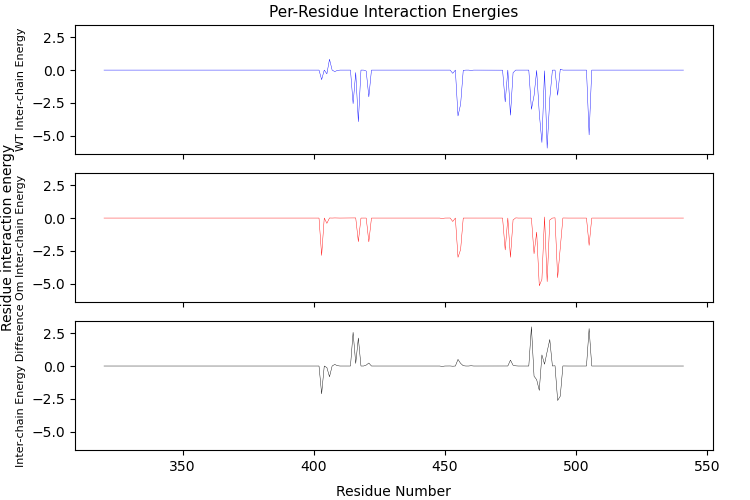 Per-Residue Interaction Energies
WT Inter-chain Energy
2.5
0.0
−2.5
−5.0
Residue interaction energy
Om Inter-chain Energy
2.5
0.0
−2.5
−5.0
Inter-chain Energy Difference
2.5
0.0
−2.5
−5.0
350
400
450
500
550
Residue Number